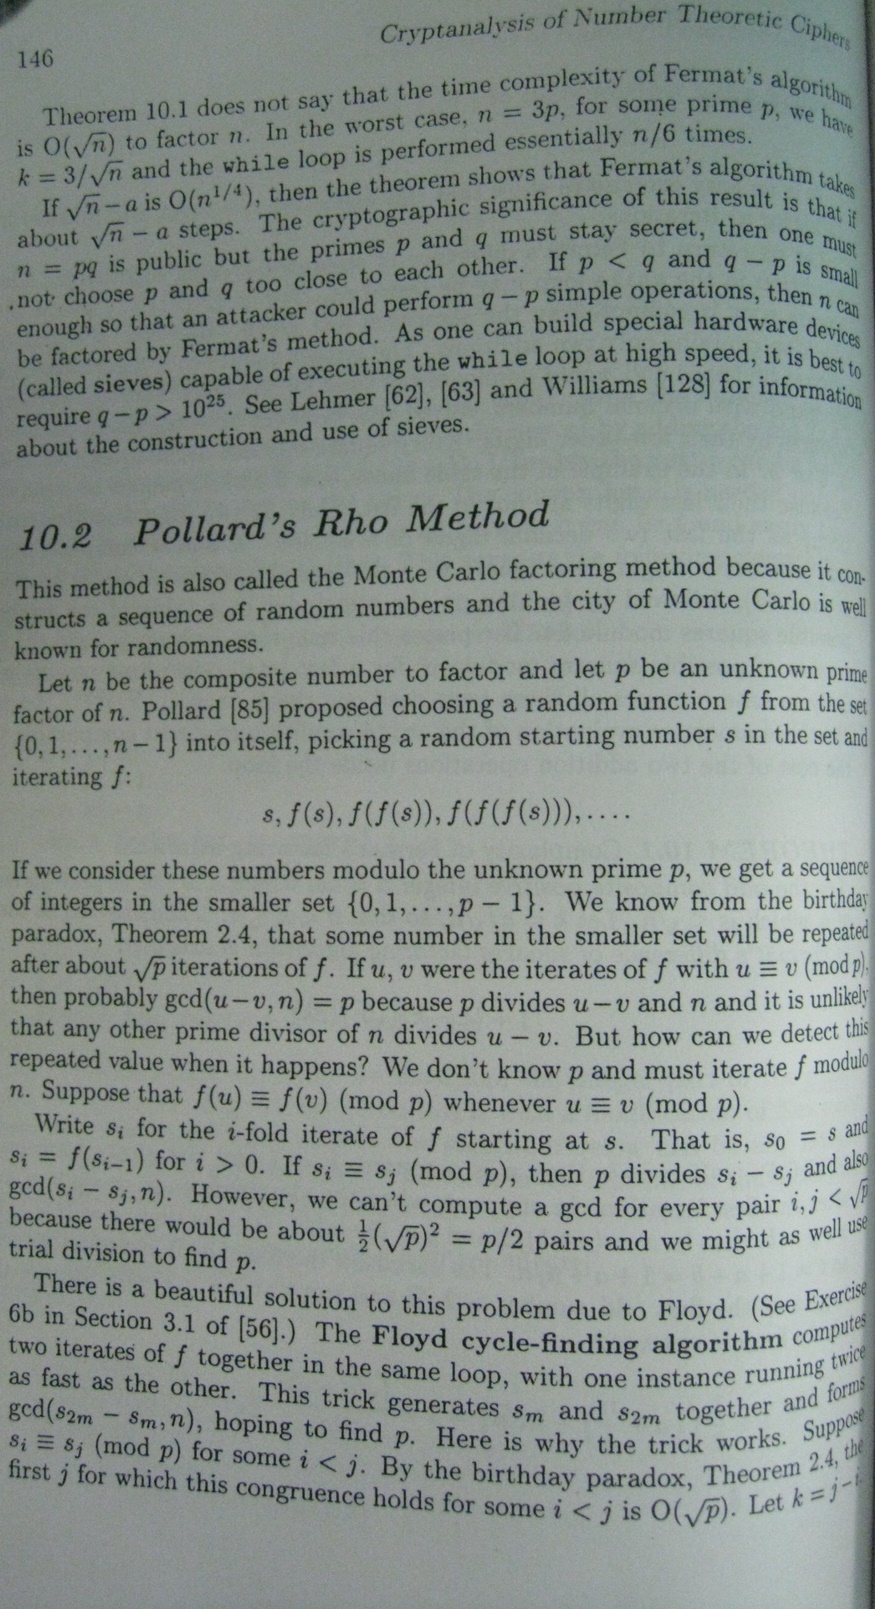 146
Cryptanalysis of Number Theoretic Ciphers
Theorem 10.1 does not say that the time complexity of Fermat's algorithm
is O(√n) to factor n. In the worst case, n = 3p, for some prime p, we have
k = 3/√n and the while loop is performed essentially n/6 times.
If √n − a is O(n^{1/4}), then the theorem shows that Fermat's algorithm takes
about √n − a steps. The cryptographic significance of this result is that if
n = pq is public but the primes p and q must stay secret, then one must
not choose p and q too close to each other. If p < q and q − p is small
enough so that an attacker could perform q − p simple operations, then n can
be factored by Fermat's method. As one can build special hardware devices
(called sieves) capable of executing the while loop at high speed, it is best to
require q − p > 10^{25}. See Lehmer [62], [63] and Williams [128] for information
about the construction and use of sieves.
10.2 Pollard's Rho Method
This method is also called the Monte Carlo factoring method because it con-
structs a sequence of random numbers and the city of Monte Carlo is well
known for randomness.
Let n be the composite number to factor and let p be an unknown prime
factor of n. Pollard [85] proposed choosing a random function f from the set
{0, 1, . . . , n − 1} into itself, picking a random starting number s in the set and
iterating f:
s, f(s), f(f(s)), f(f(f(s))), . . . .
If we consider these numbers modulo the unknown prime p, we get a sequence
of integers in the smaller set {0, 1, . . . , p − 1}. We know from the birthday
paradox, Theorem 2.4, that some number in the smaller set will be repeated
after about √p iterations of f. If u, v were the iterates of f with u ≡ v (mod p),
then probably gcd(u − v, n) = p because p divides u − v and n and it is unlikely
that any other prime divisor of n divides u − v. But how can we detect this
repeated value when it happens? We don't know p and must iterate f modulo
n. Suppose that f(u) ≡ f(v) (mod p) whenever u ≡ v (mod p).
Write s_i for the i-fold iterate of f starting at s. That is, s_0 = s and
s_i = f(s_{i−1}) for i > 0. If s_i ≡ s_j (mod p), then p divides s_i − s_j and also
gcd(s_i − s_j, n). However, we can't compute a gcd for every pair i, j < √p
because there would be about ½(√p)² = p/2 pairs and we might as well use
trial division to find p.
There is a beautiful solution to this problem due to Floyd. (See Exercise
6b in Section 3.1 of [56].) The Floyd cycle-finding algorithm computes
two iterates of f together in the same loop, with one instance running twice
as fast as the other. This trick generates s_m and s_{2m} together and forms
gcd(s_{2m} − s_m, n), hoping to find p. Here is why the trick works. Suppose
s_i ≡ s_j (mod p) for some i < j. By the birthday paradox, Theorem 2.4, the
first j for which this congruence holds for some i < j is O(√p). Let k = j − i.